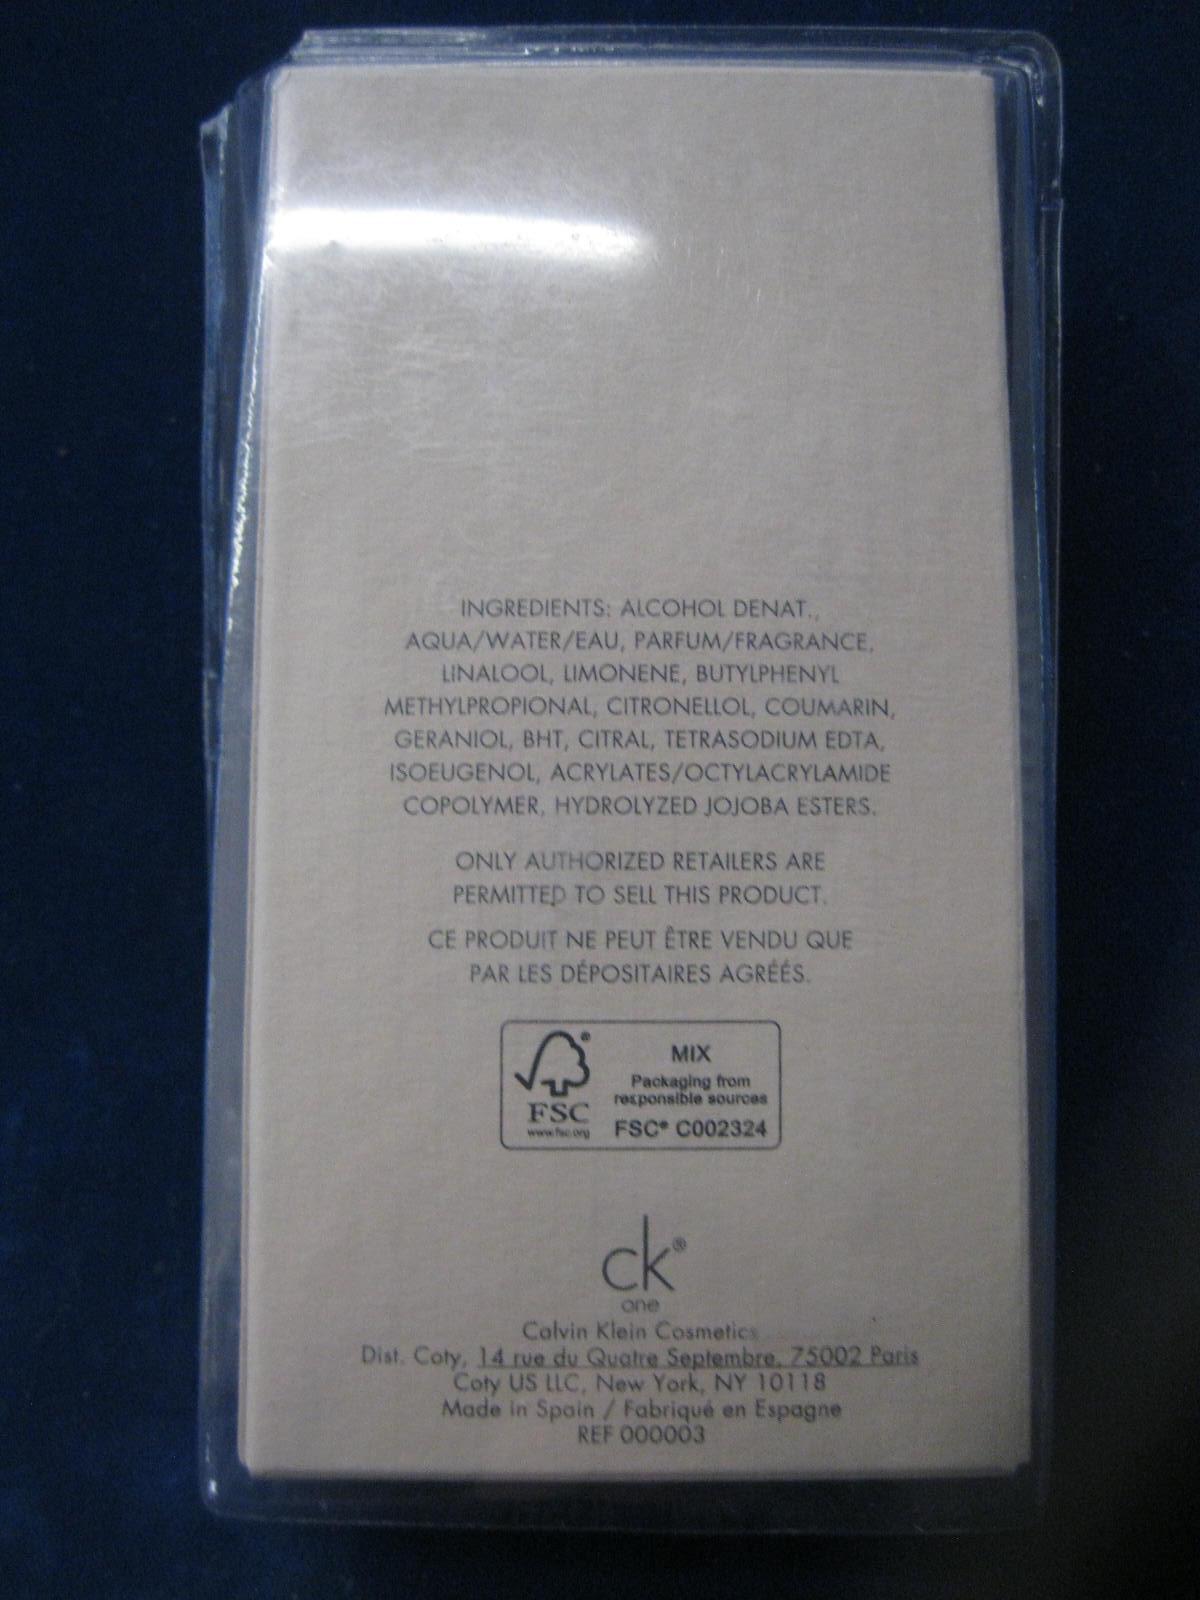 INGREDIENTS: ALCOHOL DENAT.,
AQUA/WATER/EAU, PARFUM/FRAGRANCE,
LINALOOL, LIMONENE, BUTYLPHENYL
METHYLPROPIONAL, CITRONELLOL, COUMARIN,
GERANIOL, BHT, CITRAL, TETRASODIUM EDTA,
ISOEUGENOL, ACRYLATES/OCTYLACRYLAMIDE
COPOLYMER, HYDROLYZED JOJOBA ESTERS.
ONLY AUTHORIZED RETAILERS ARE
PERMITTED TO SELL THIS PRODUCT.
CE PRODUIT NE PEUT ÊTRE VENDU QUE
PAR LES DÉPOSITAIRES AGRÉÉS.
®
FSC
www.fsc.org
MIX
Packaging from
responsible sources
FSC® C002324
ck®
one
Calvin Klein Cosmetics
Dist. Coty, 14 rue du Quatre Septembre, 75002 Paris
Coty US LLC, New York, NY 10118
Made in Spain / Fabriqué en Espagne
REF 000003